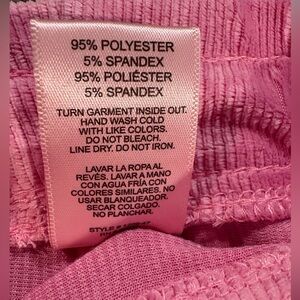 95% POLYESTER
5% SPANDEX
95% POLIÉSTER
5% SPANDEX
TURN GARMENT INSIDE OUT.
HAND WASH COLD
WITH LIKE COLORS.
DO NOT BLEACH.
LINE DRY. DO NOT IRON.
LAVAR LA ROPA AL
REVÉS. LAVAR A MANO
CON AGUA FRÍA CON
COLORES SIMILARES. NO
USAR BLANQUEADOR.
SECAR COLGADO.
NO PLANCHAR.
STYLE